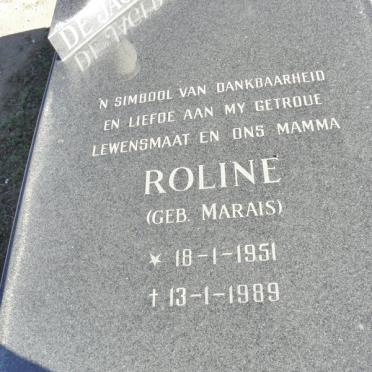 'N SIMBOOL VAN DANKBAARHEID
EN LIEFDE AAN MY GETROUE
LEWENSMAAT EN ONS MAMMA
ROLINE
(GEB. MARAIS)
* 18-1-1951
† 13-1-1989